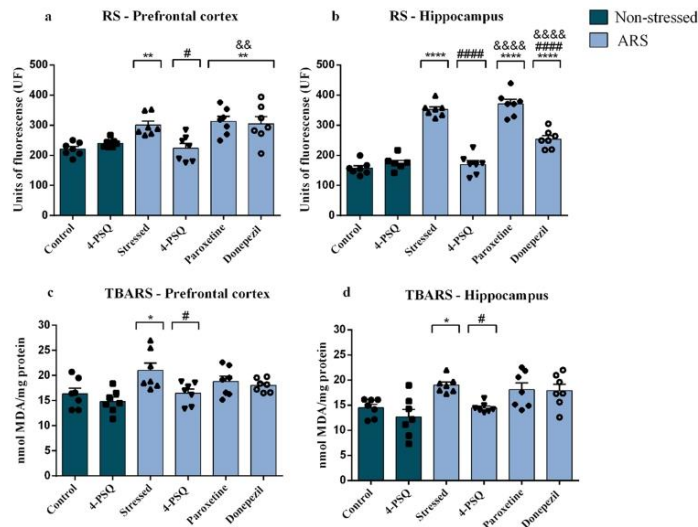 Non-stressed
ARS
a
RS - Prefrontal cortex
Units of fluorescense (UF)
500
400
300
200
100
0
**
#
&&
**
Control
4-PSQ
Stressed
4-PSQ
Paroxetine
Donepezil
b
RS - Hippocampus
Units of fluorescense (UF)
500
400
300
200
100
0
****
####
&&&&
****
&&&&
####
****
Control
4-PSQ
Stressed
4-PSQ
Paroxetine
Donepezil
c
TBARS - Prefrontal cortex
nmol MDA/mg protein
30
25
20
15
10
5
0
*
#
Control
4-PSQ
Stressed
4-PSQ
Paroxetine
Donepezil
d
TBARS - Hippocampus
nmol MDA/mg protein
30
25
20
15
10
5
0
*
#
Control
4-PSQ
Stressed
4-PSQ
Paroxetine
Donepezil